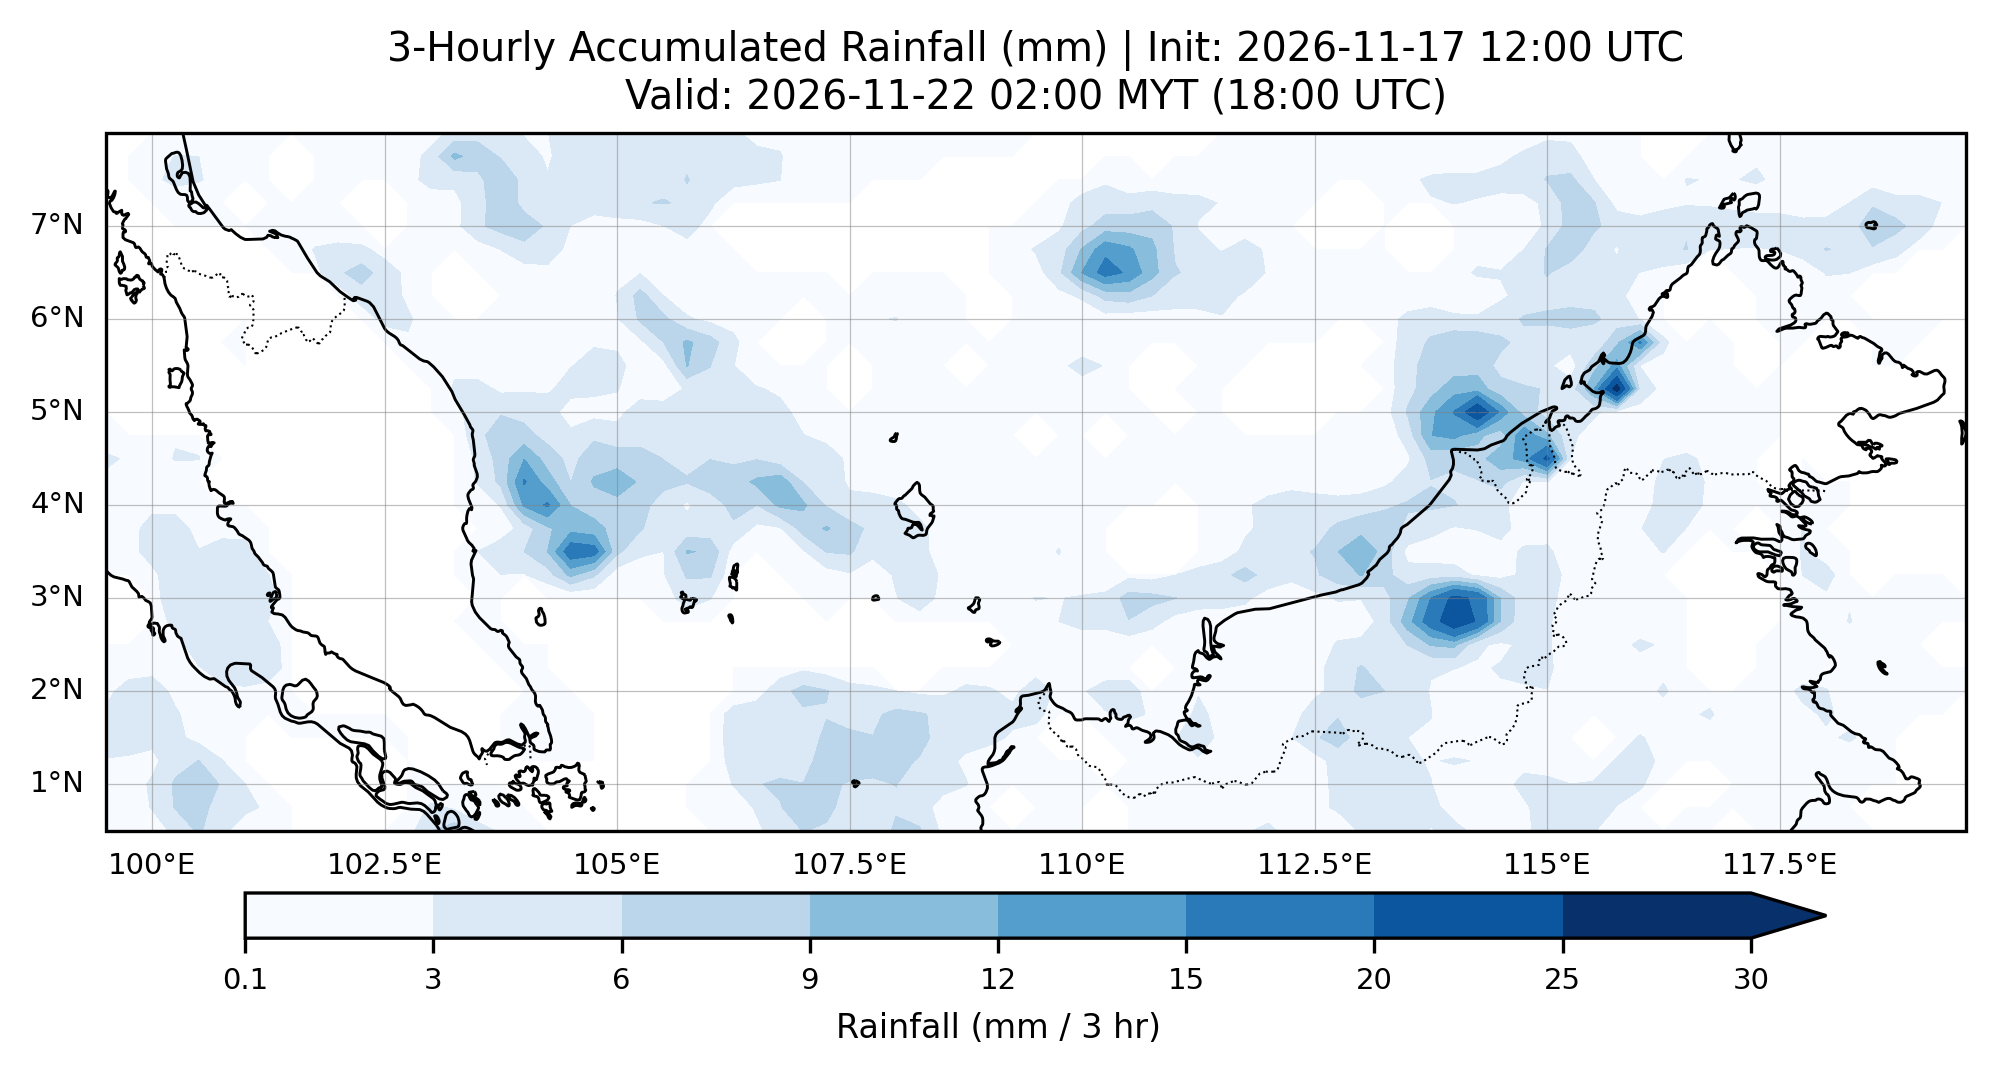 3-Hourly Accumulated Rainfall (mm) | Init: 2026-11-17 12:00 UTC
Valid: 2026-11-22 02:00 MYT (18:00 UTC)
7°N
6°N
5°N
4°N
3°N
2°N
1°N
100°E 102.5°E 105°E 107.5°E 110°E 112.5°E 115°E 117.5°E
0.1 3 6 9 12 15 20 25 30
Rainfall (mm / 3 hr)